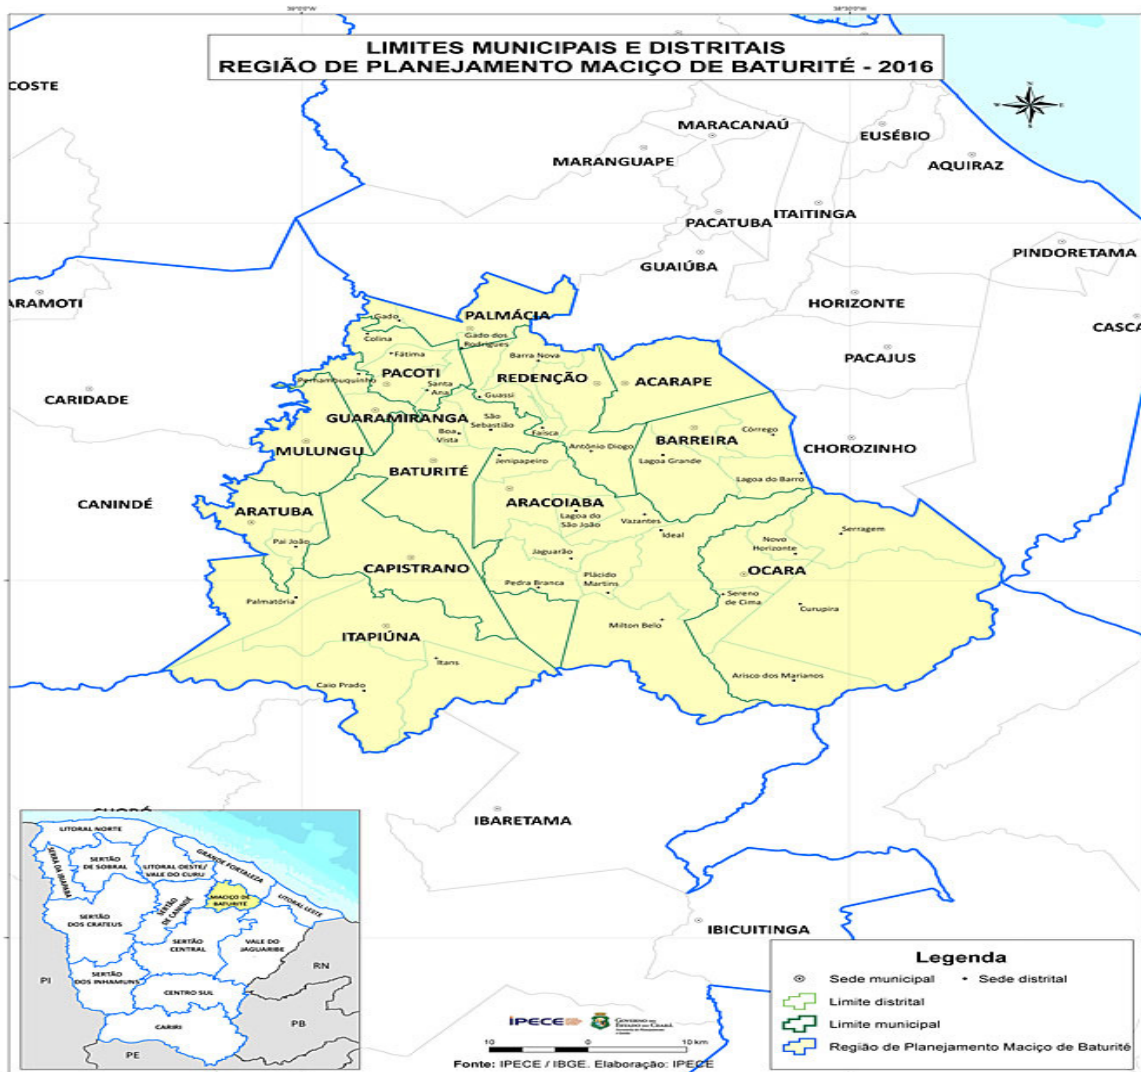 LIMITES MUNICIPAIS E DISTRITAIS
REGIÃO DE PLANEJAMENTO MACIÇO DE BATURITÉ - 2016
COSTE
MARACANAÚ
EUSÉBIO
MARANGUAPE
AQUIRAZ
ITAITINGA
PACATUBA
PINDORETAMA
GUAIÚBA
ARAMOTI
HORIZONTE
CASCA
PALMÁCIA
Gado
Gado dos
Rodrigues
Colina
Fátima
Barra Nova
PACAJUS
PACOTI
REDENÇÃO
ACARAPE
Pernambuquinho
Santa
Ana
Guassi
CARIDADE
GUARAMIRANGA
São
Sebastião
Boa
Vista
Faísca
Antônio Diogo
BARREIRA
Córrego
CHOROZINHO
MULUNGU
BATURITÉ
Jenipapeiro
Lagoa Grande
Lagoa do Barro
CANINDÉ
ARATUBA
ARACOIABA
Lagoa do
São João
Vazantes
Ideal
Serragem
Novo
Horizonte
Pai João
Jaguarão
CAPISTRANO
OCARA
Pedra Branca
Plácido
Martins
Sereno
de Cima
Curupira
Palmatória
ITAPIÚNA
Milton Belo
Itans
Caio Prado
Arisco dos Marianos
IBARETAMA
IBICUITINGA
LITORAL NORTE
SERTÃO
DE SOBRAL
LITORAL OESTE/
VALE DO CURU
GRANDE FORTALEZA
MACIÇO DE
BATURITÉ
SERTÃO
DE CANINDÉ
LITORAL LESTE
SERTÃO
DOS CRATEUS
SERTÃO
CENTRAL
VALE DO
JAGUARIBE
PI
SERTÃO
DOS INHAMUNS
CENTRO SUL
RN
CARIRI
PB
PE
Legenda
Sede municipal
Sede distrital
Limite distrital
Limite municipal
Região de Planejamento Maciço de Baturité
IPECE
GOVERNO DO
ESTADO DO CEARÁ
10
0
10 km
Fonte: IPECE / IBGE. Elaboração: IPECE